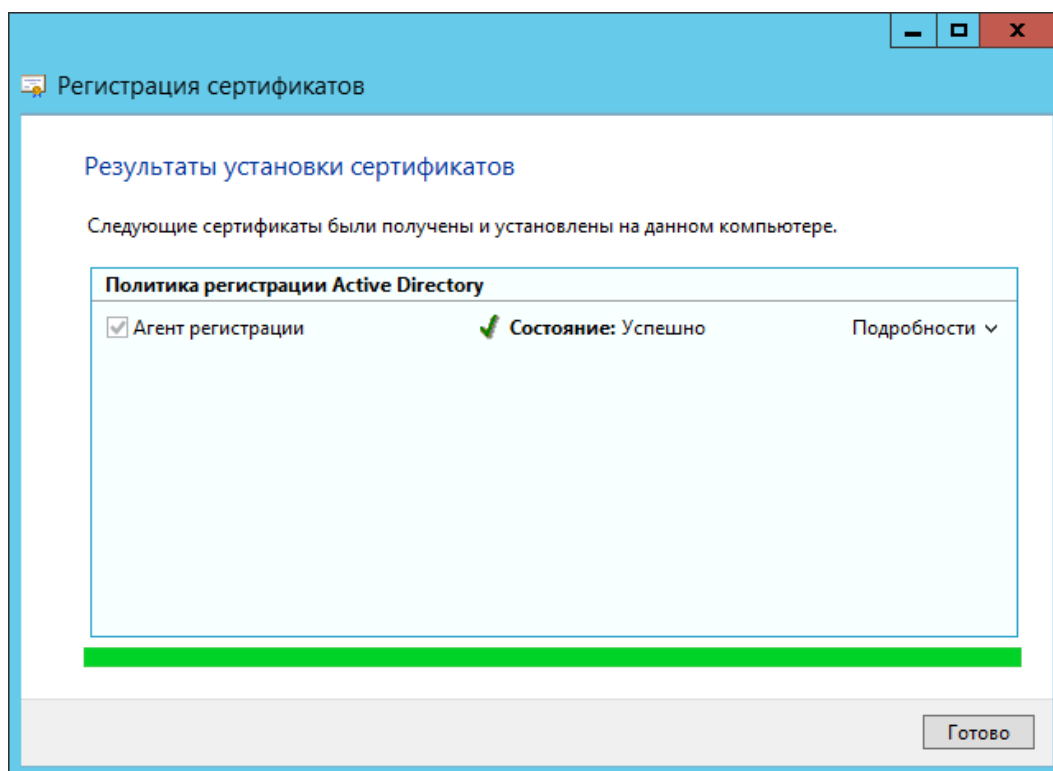 Регистрация сертификатов
Результаты установки сертификатов
Следующие сертификаты были получены и установлены на данном компьютере.
Политика регистрации Active Directory
Агент регистрации Состояние: Успешно Подробности
Готово